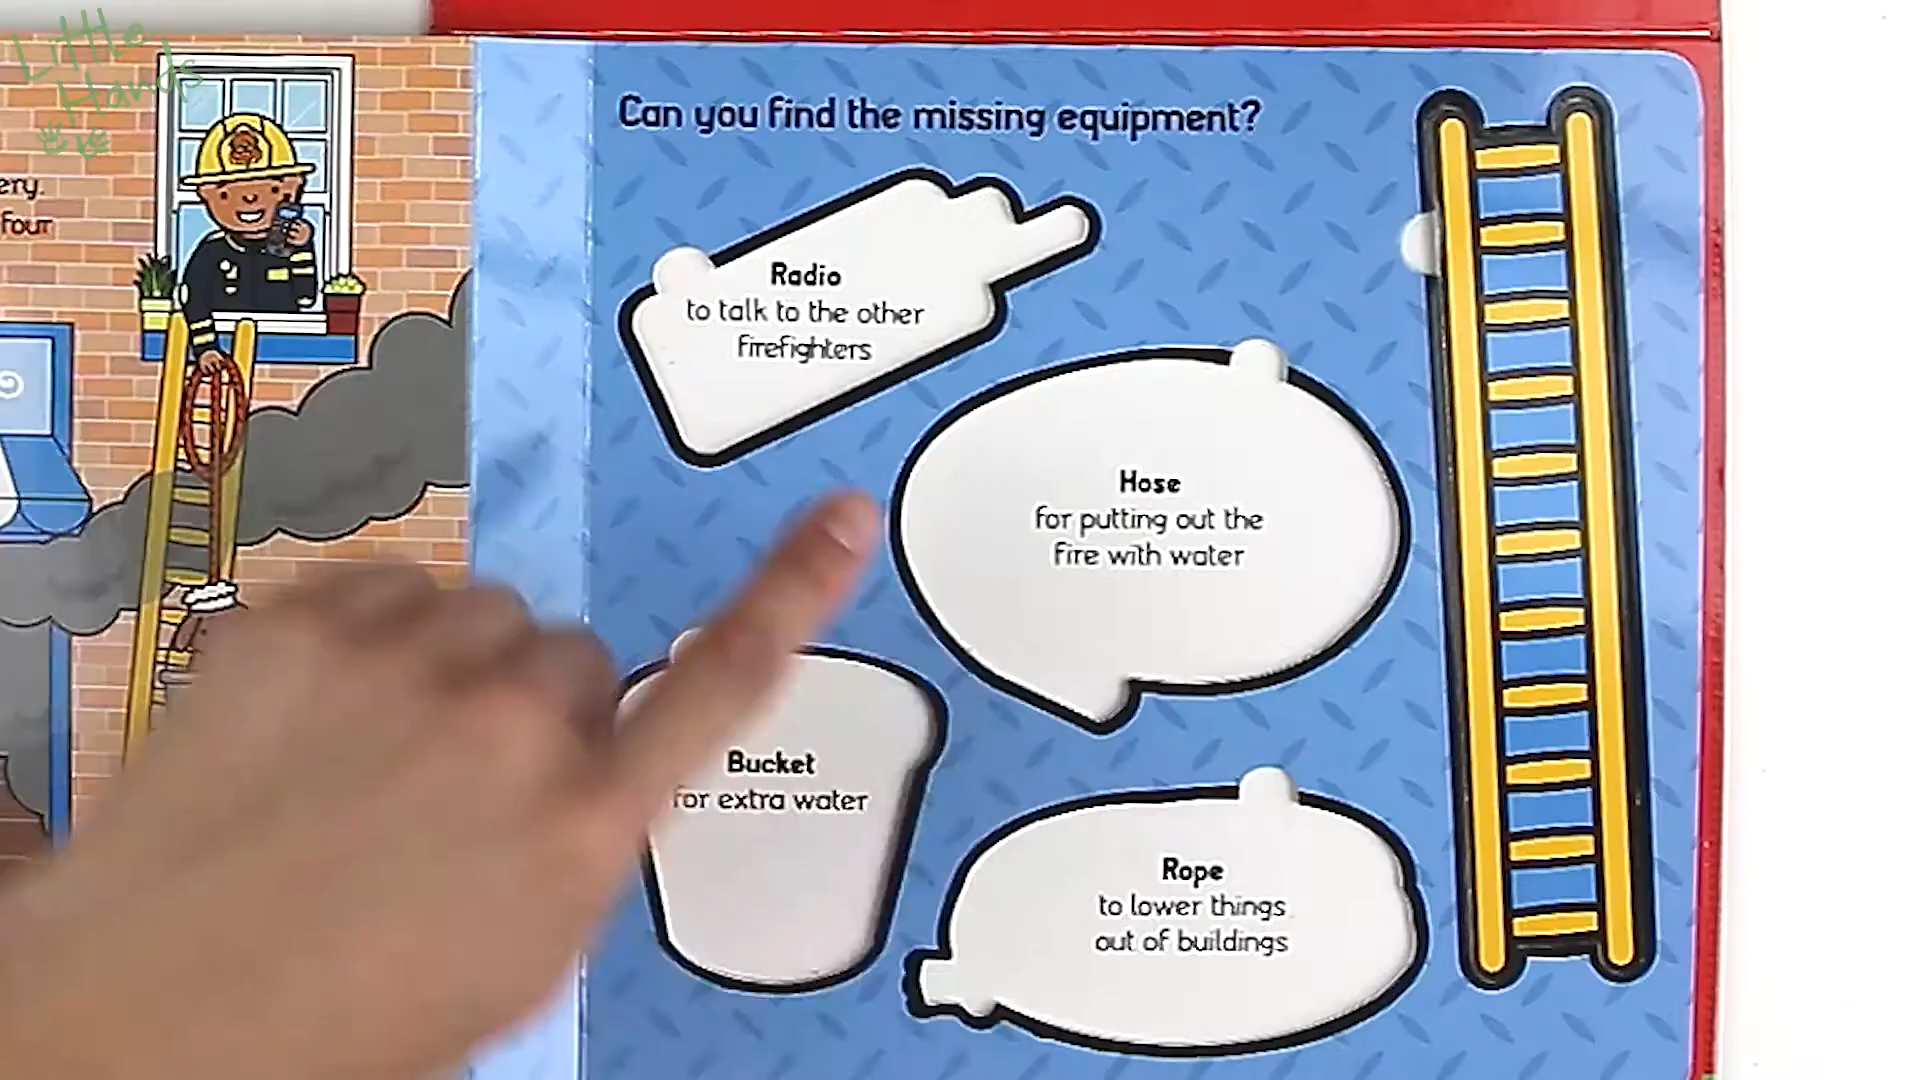 Little
Hands
ery.
four
Can you find the missing equipment?
Radio
to talk to the other
firefighters
Hose
for putting out the
fire with water
Bucket
for extra water
Rope
to lower things
out of buildings